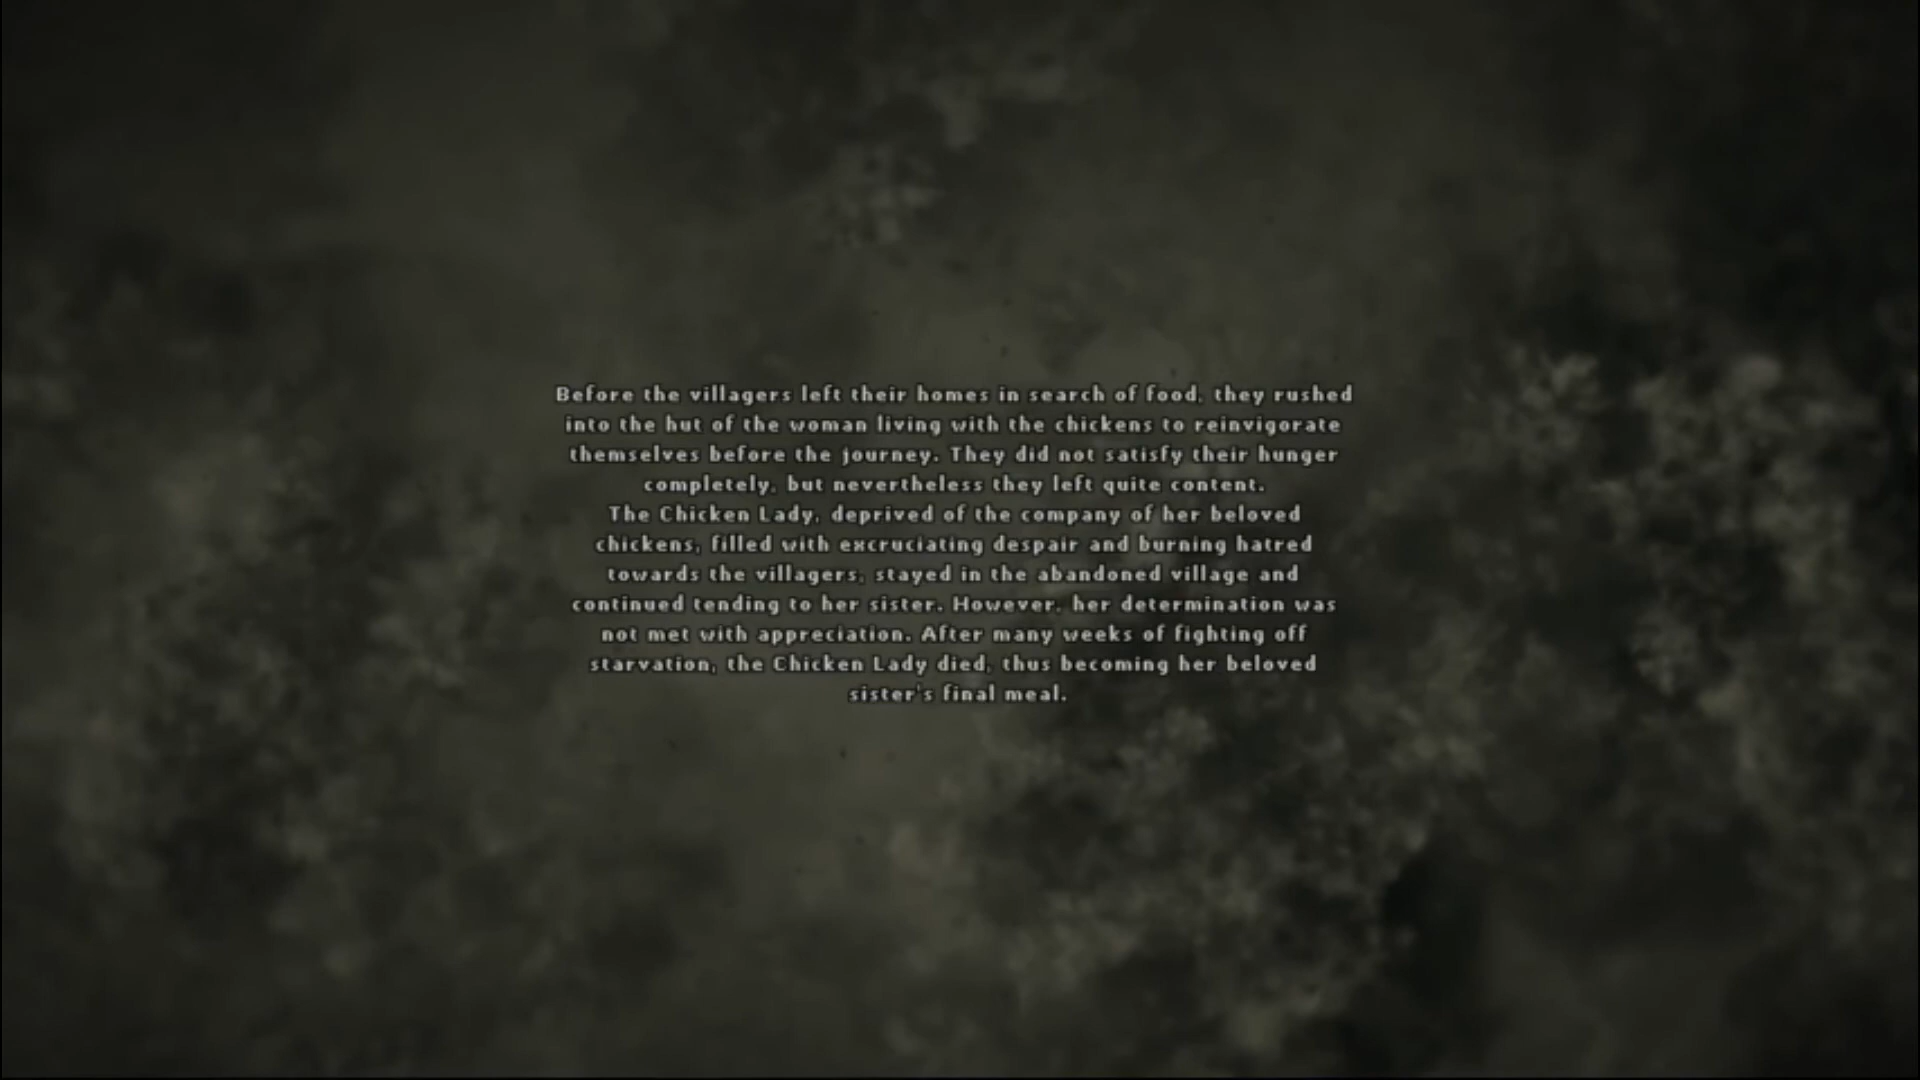 Before the villagers left their homes in search of food, they rushed
into the hut of the woman living with the chickens to reinvigorate
themselves before the journey. They did not satisfy their hunger
completely, but nevertheless they left quite content.
The Chicken Lady, deprived of the company of her beloved
chickens, filled with excruciating despair and burning hatred
towards the villagers, stayed in the abandoned village and
continued tending to her sister. However, her determination was
not met with appreciation. After many weeks of fighting off
starvation, the Chicken Lady died, thus becoming her beloved
sister's final meal.